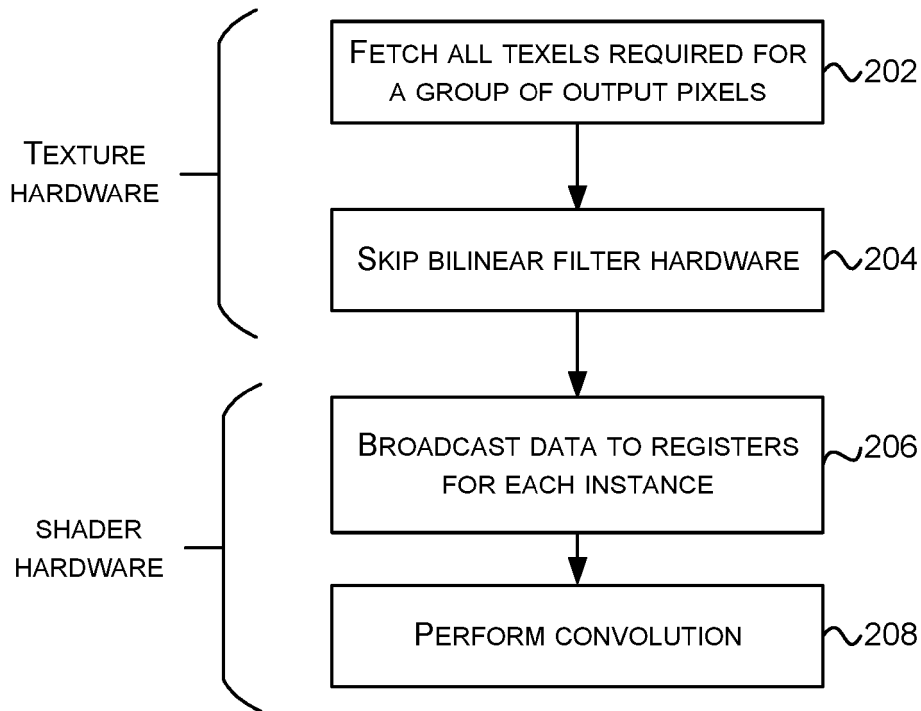 FETCH ALL TEXELS REQUIRED FOR
A GROUP OF OUTPUT PIXELS
202
TEXTURE
HARDWARE
SKIP BILINEAR FILTER HARDWARE
204
BROADCAST DATA TO REGISTERS
FOR EACH INSTANCE
206
SHADER
HARDWARE
PERFORM CONVOLUTION
208